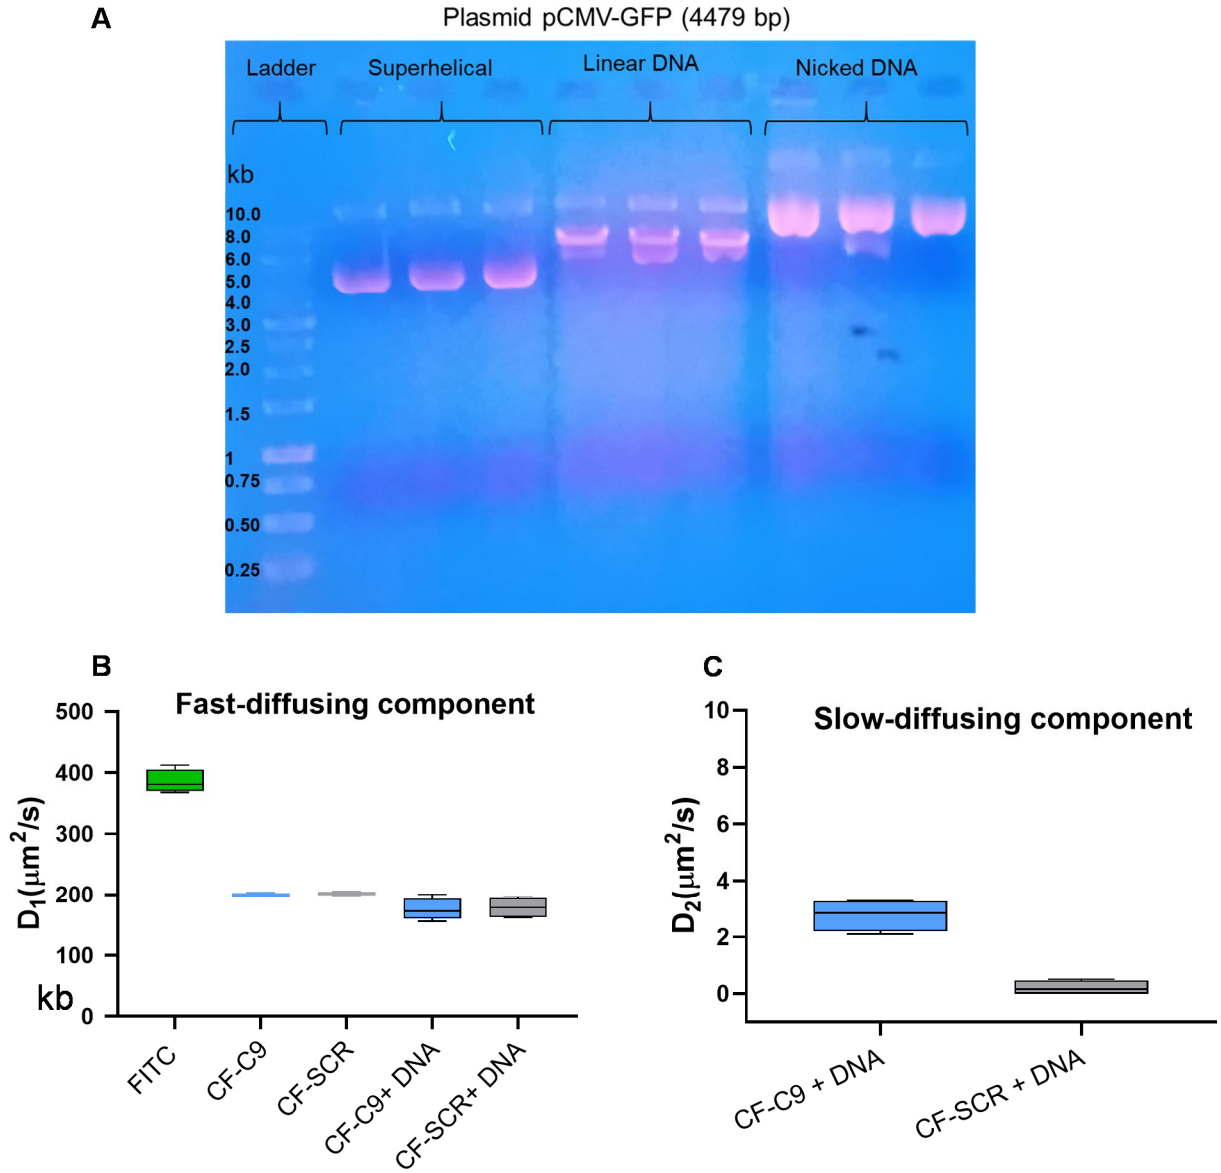 A
Plasmid pCMV-GFP (4479 bp)
Ladder Superhelical Linear DNA Nicked DNA
kb
10.0
8.0
6.0
5.0
4.0
3.0
2.5
2.0
1.5
1
0.75
0.50
0.25
B
Fast-diffusing component
D₁(μm²/s)
500
400
300
200
100
0
kb
FITC
CF-C9
CF-SCR
CF-C9+ DNA
CF-SCR+ DNA
C
Slow-diffusing component
D₂(μm²/s)
10
8
6
4
2
0
CF-C9 + DNA
CF-SCR + DNA